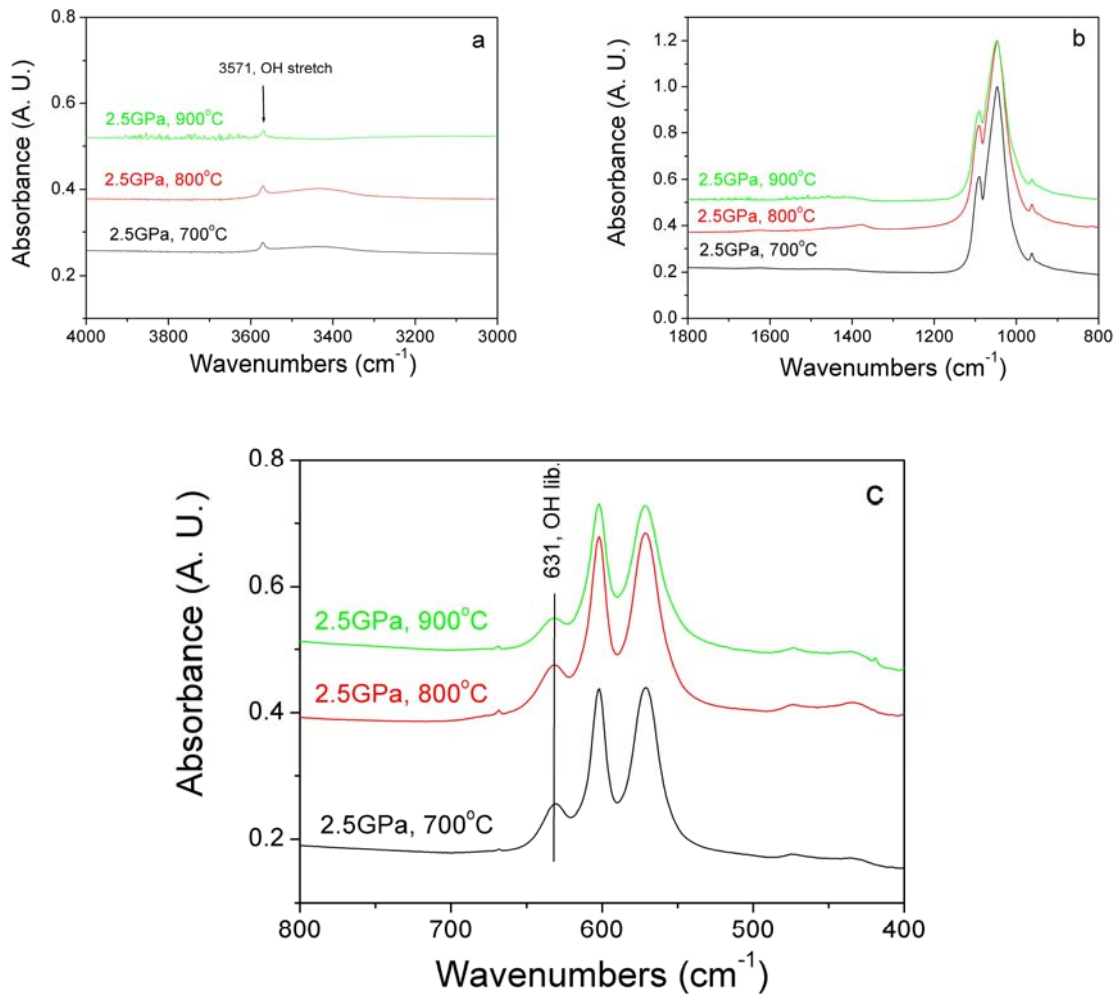 0.8
a
3571, OH stretch
0.6
2.5GPa, 900°C
0.4
2.5GPa, 800°C
2.5GPa, 700°C
0.2
4000 3800 3600 3400 3200 3000
Wavenumbers (cm⁻¹)
Absorbance (A. U.)
b
1.2
1.0
0.8
0.6
2.5GPa, 900°C
0.4
2.5GPa, 800°C
2.5GPa, 700°C
0.2
0.0
1800 1600 1400 1200 1000 800
Wavenumbers (cm⁻¹)
Absorbance (A. U.)
0.8
c
631, OH lib.
0.6
2.5GPa, 900°C
2.5GPa, 800°C
0.4
2.5GPa, 700°C
0.2
800 700 600 500 400
Wavenumbers (cm⁻¹)
Absorbance (A. U.)